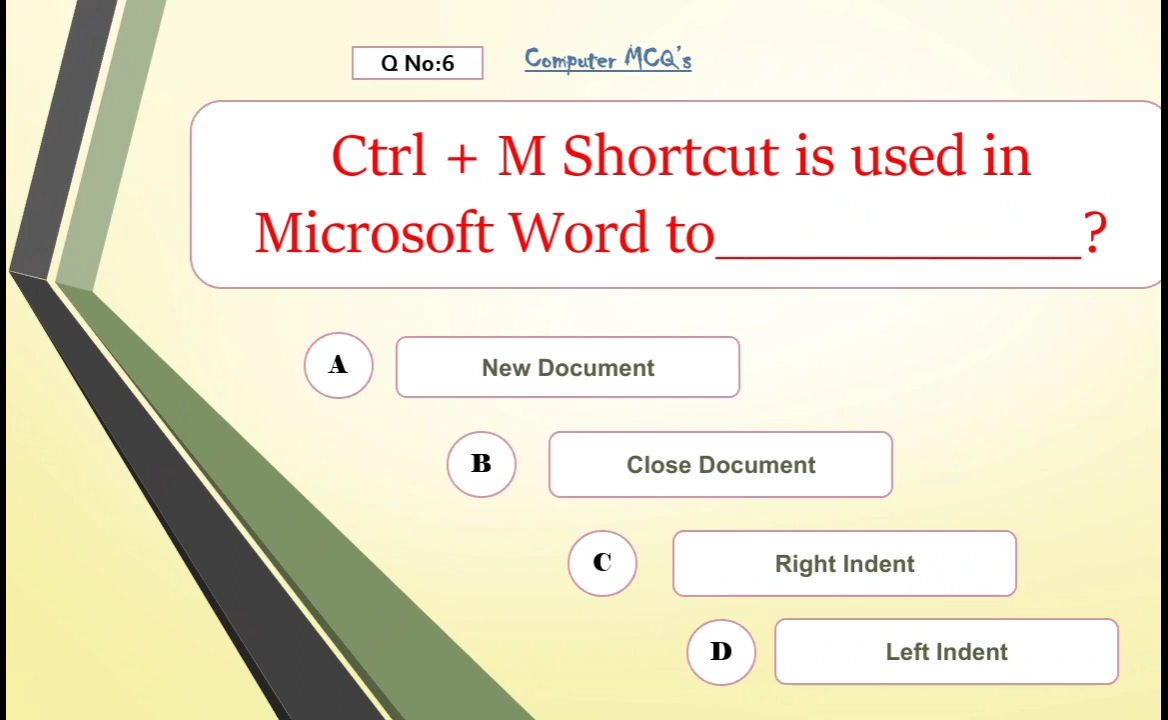 Q No:6
Computer MCQ's
Ctrl + M Shortcut is used in
Microsoft Word to______________?
A
New Document
B
Close Document
C
Right Indent
D
Left Indent